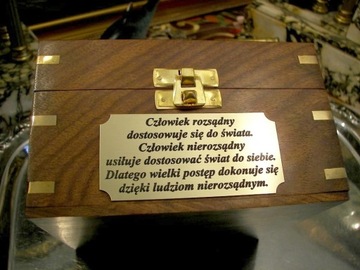 Człowiek rozsądny
dostosowuje się do świata.
Człowiek nierozsądny
usiłuje dostosować świat do siebie.
Dlatego wielki postęp dokonuje się
dzięki ludziom nierozsądnym.